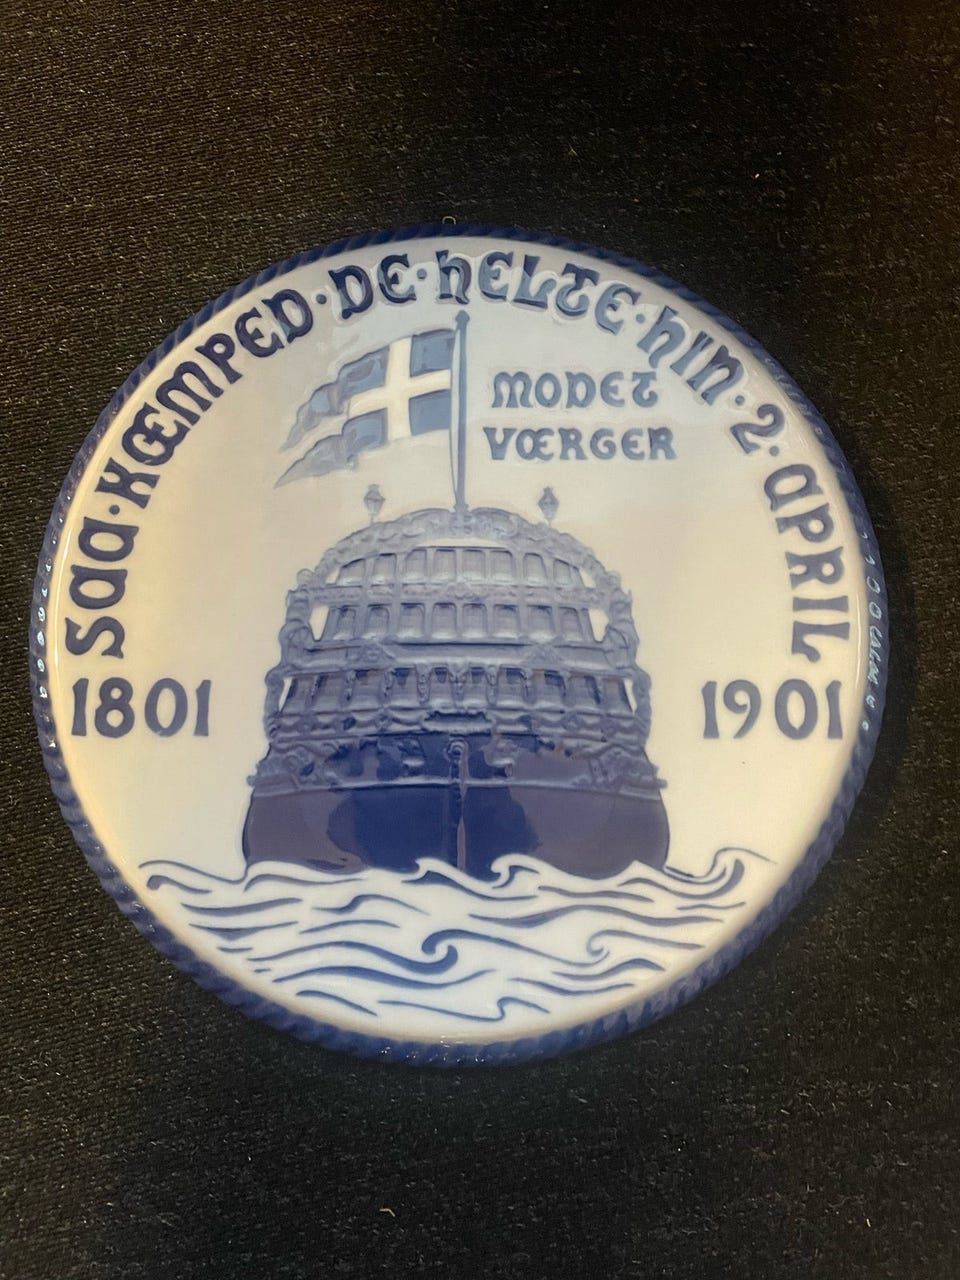 SAA·KÆMPED·DE·HELTE·HIN·2·APRIL
MODET
VÆRGER
1801
1901